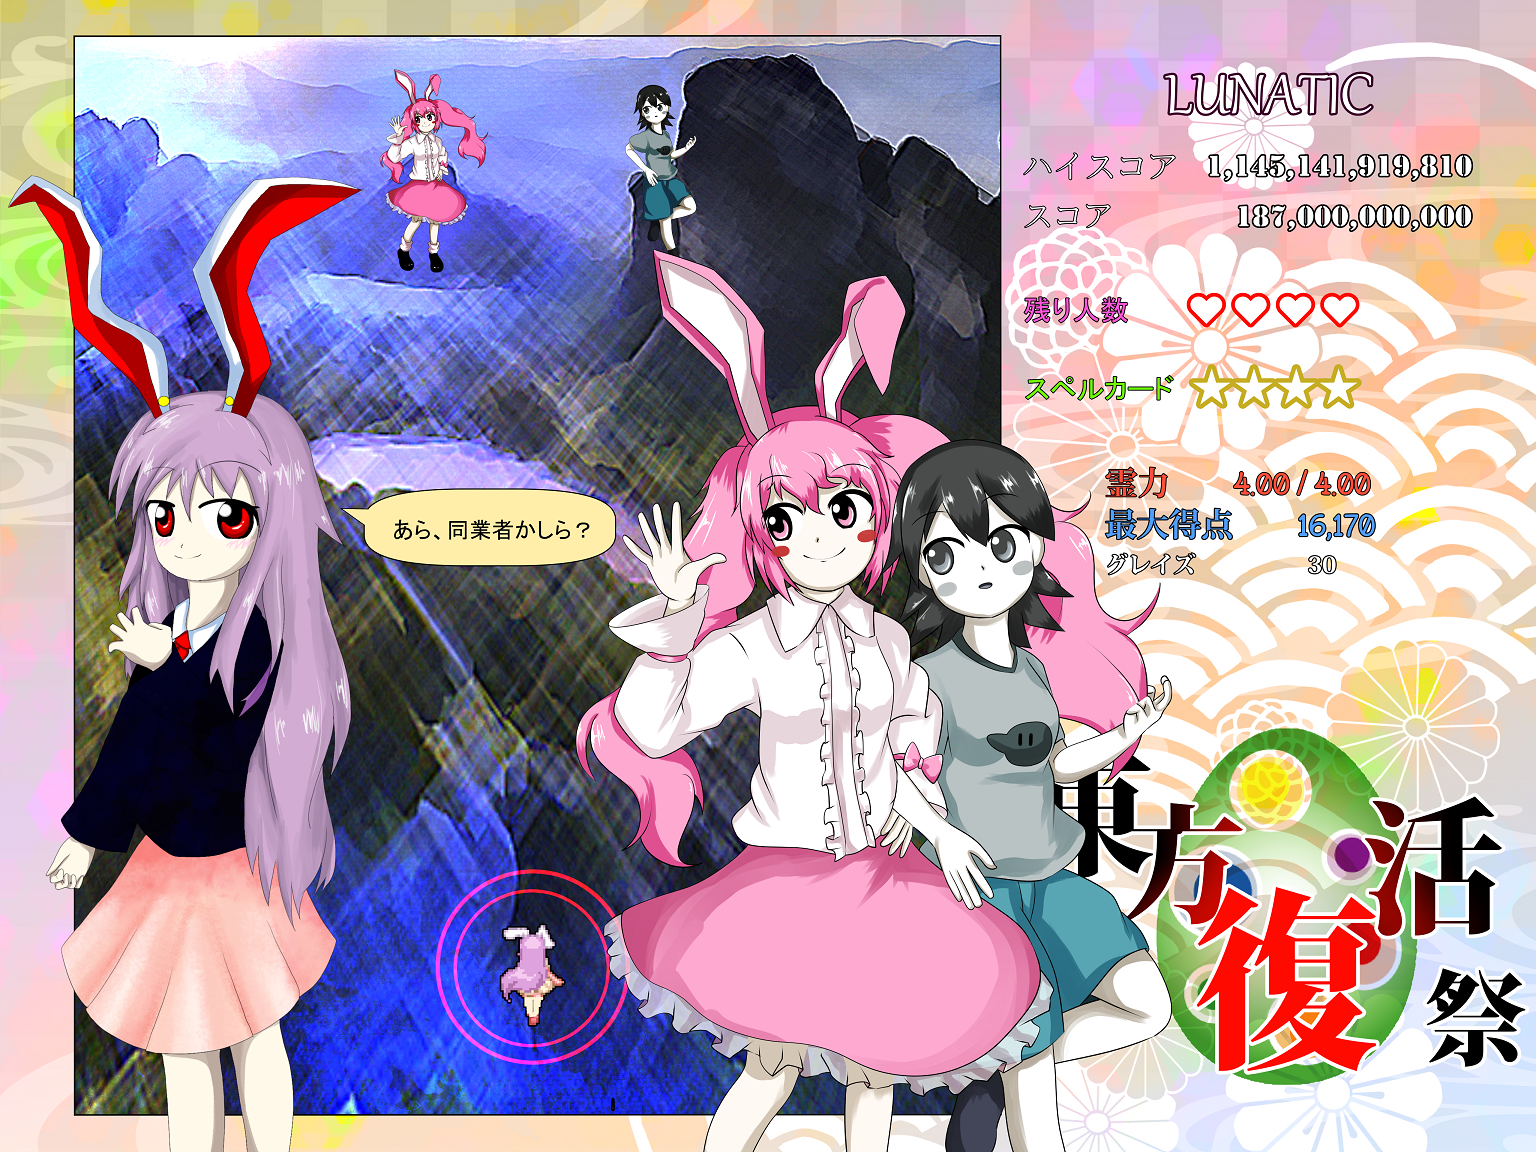 LUNATIC
ハイスコア 1,145,141,919,810
スコア 187,000,000,000
残り人数
スペルカード
霊力 4.00 / 4.00
最大得点 16,170
グレイズ 30
あら、同業者かしら？
東方復活祭